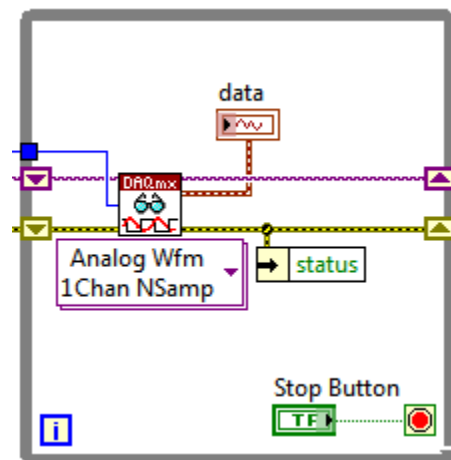 data
DAQmx
Analog Wfm
1Chan NSamp
status
Stop Button
TF
i